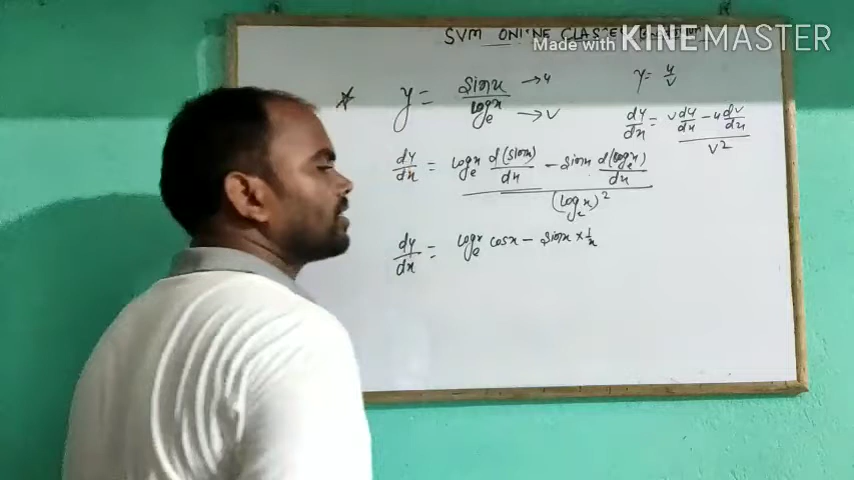 SVM ONLINE CLASSES
Made with KINEMASTER
* y = sinx / logₑx → u → v
y = u/v
dy/dx = (v du/dx - u dv/dx) / v²
dy/dx = (logₑx d(sinx)/dx - sinx d(logₑx)/dx) / (logₑx)²
dy/dx = logₑx cosx - sinx × 1/x